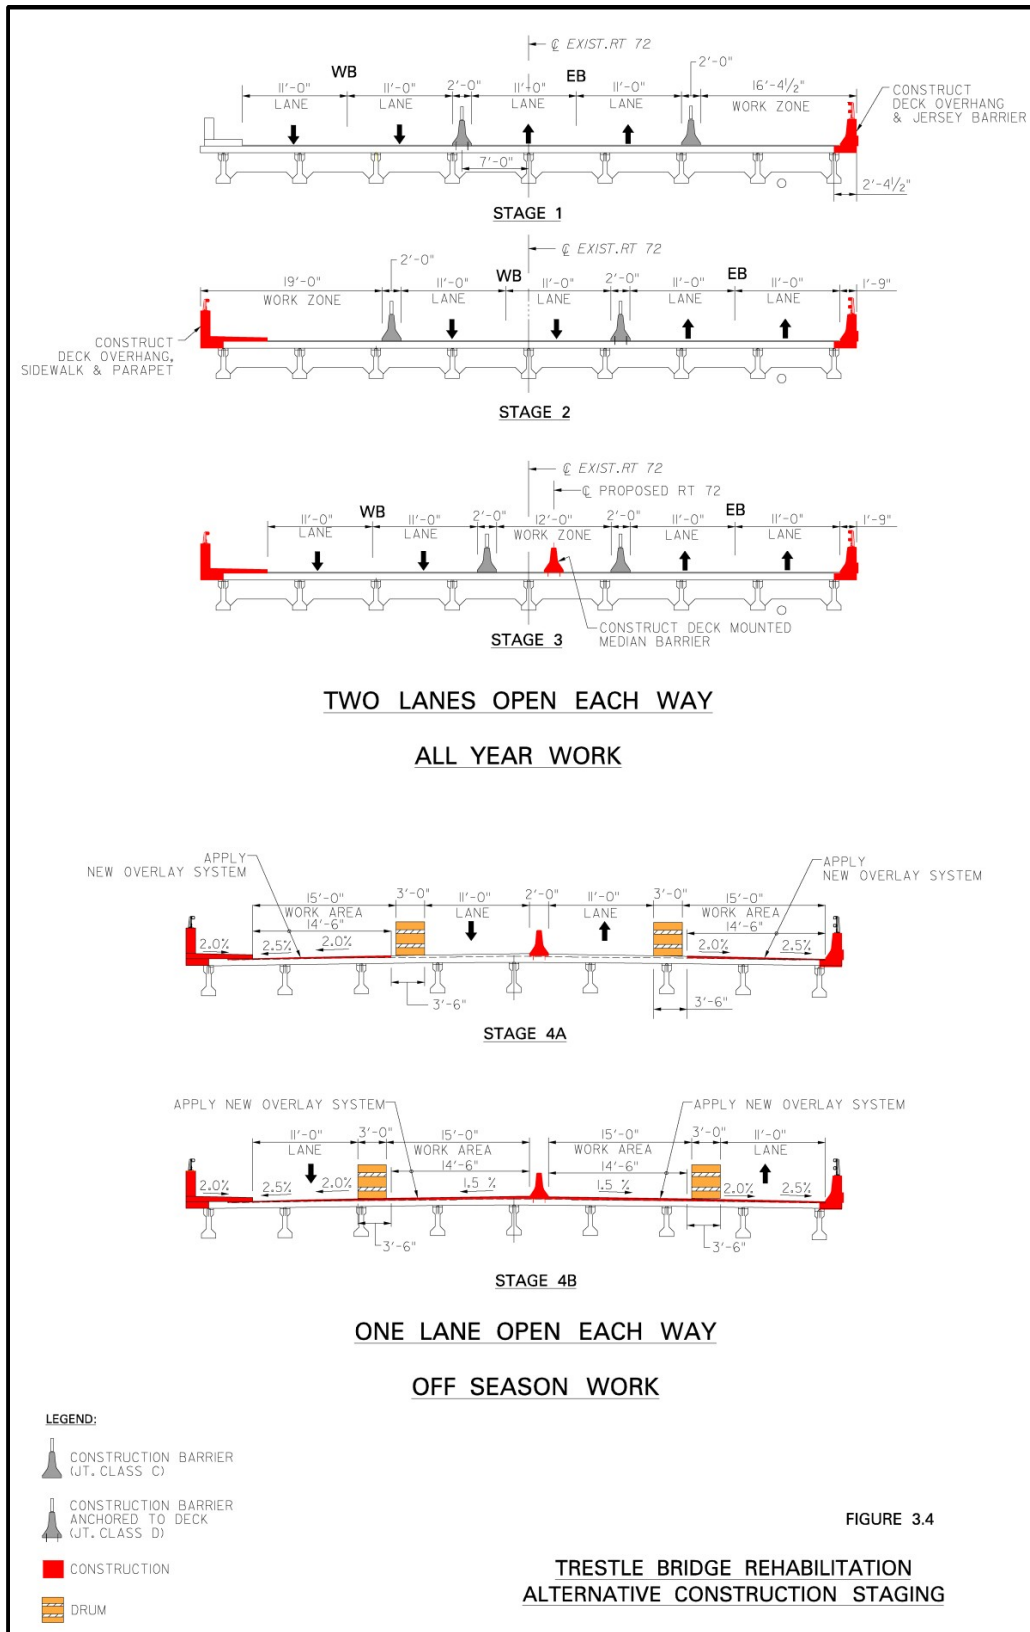 ℄ EXIST.RT 72
WB
EB
2'-0"
11'-0" 11'-0" 2'-0" 11'-0" 11'-0" 16'-4½"
LANE LANE LANE LANE WORK ZONE
CONSTRUCT
DECK OVERHANG
& JERSEY BARRIER
7'-0"
2'-4½"
STAGE 1
℄ EXIST.RT 72
2'-0" WB EB
19'-0" 11'-0" 11'-0" 2'-0" 11'-0" 11'-0" 1'-9"
WORK ZONE LANE LANE LANE LANE
CONSTRUCT
DECK OVERHANG,
SIDEWALK & PARAPET
STAGE 2
℄ EXIST.RT 72
℄ PROPOSED RT 72
WB EB
11'-0" 11'-0" 2'-0" 12'-0" 2'-0" 11'-0" 11'-0" 1'-9"
LANE LANE WORK ZONE LANE LANE
CONSTRUCT DECK MOUNTED
MEDIAN BARRIER
STAGE 3
TWO LANES OPEN EACH WAY
ALL YEAR WORK
APPLY
NEW OVERLAY SYSTEM
APPLY
NEW OVERLAY SYSTEM
15'-0" 3'-0" 11'-0" 2'-0" 11'-0" 3'-0" 15'-0"
WORK AREA LANE LANE WORK AREA
14'-6" 14'-6"
2.0% 2.5% 2.0% 2.0% 2.5%
3'-6" 3'-6"
STAGE 4A
APPLY NEW OVERLAY SYSTEM APPLY NEW OVERLAY SYSTEM
11'-0" 3'-0" 15'-0" 15'-0" 3'-0" 11'-0"
LANE WORK AREA WORK AREA LANE
14'-6" 14'-6"
2.0% 2.5% 2.0% 1.5 % 1.5 % 2.0% 2.5%
3'-6" 3'-6"
STAGE 4B
ONE LANE OPEN EACH WAY
OFF SEASON WORK
LEGEND:
CONSTRUCTION BARRIER
(JT. CLASS C)
CONSTRUCTION BARRIER
ANCHORED TO DECK
(JT. CLASS D)
CONSTRUCTION
DRUM
FIGURE 3.4
TRESTLE BRIDGE REHABILITATION
ALTERNATIVE CONSTRUCTION STAGING